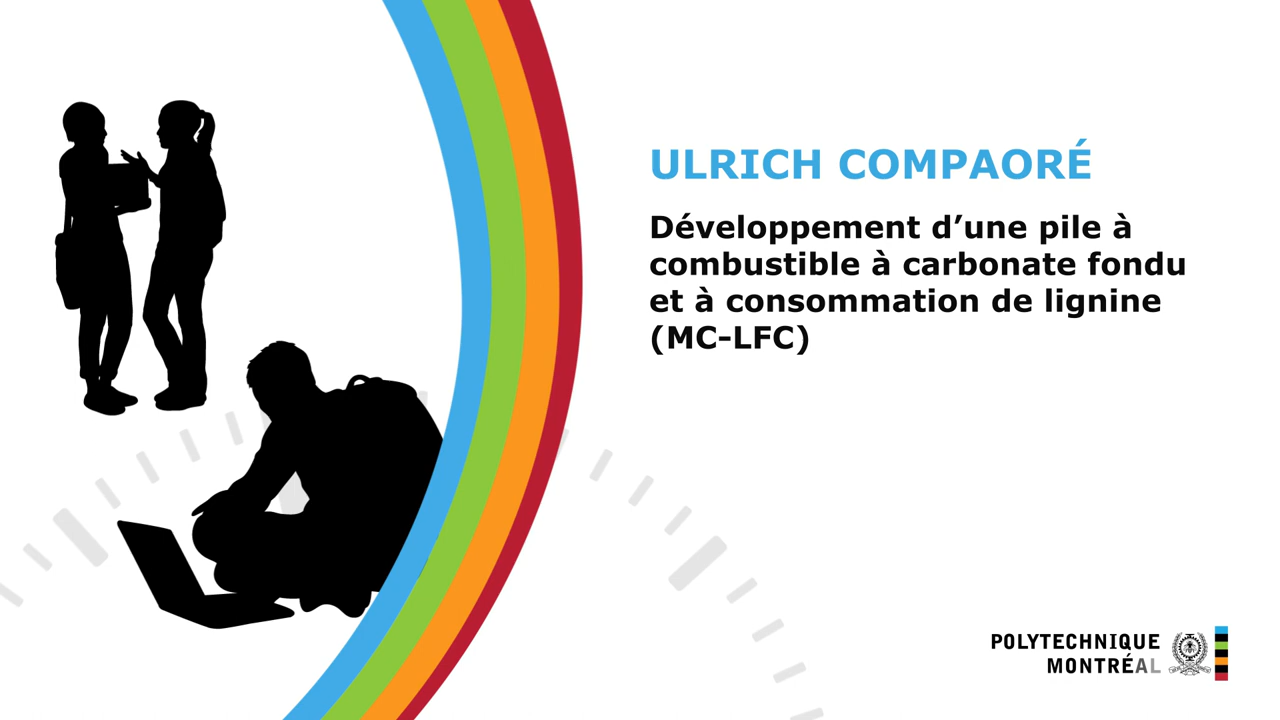 ULRICH COMPAORÉ
Développement d’une pile à
combustible à carbonate fondu
et à consommation de lignine
(MC-LFC)
POLYTECHNIQUE
MONTRÉAL